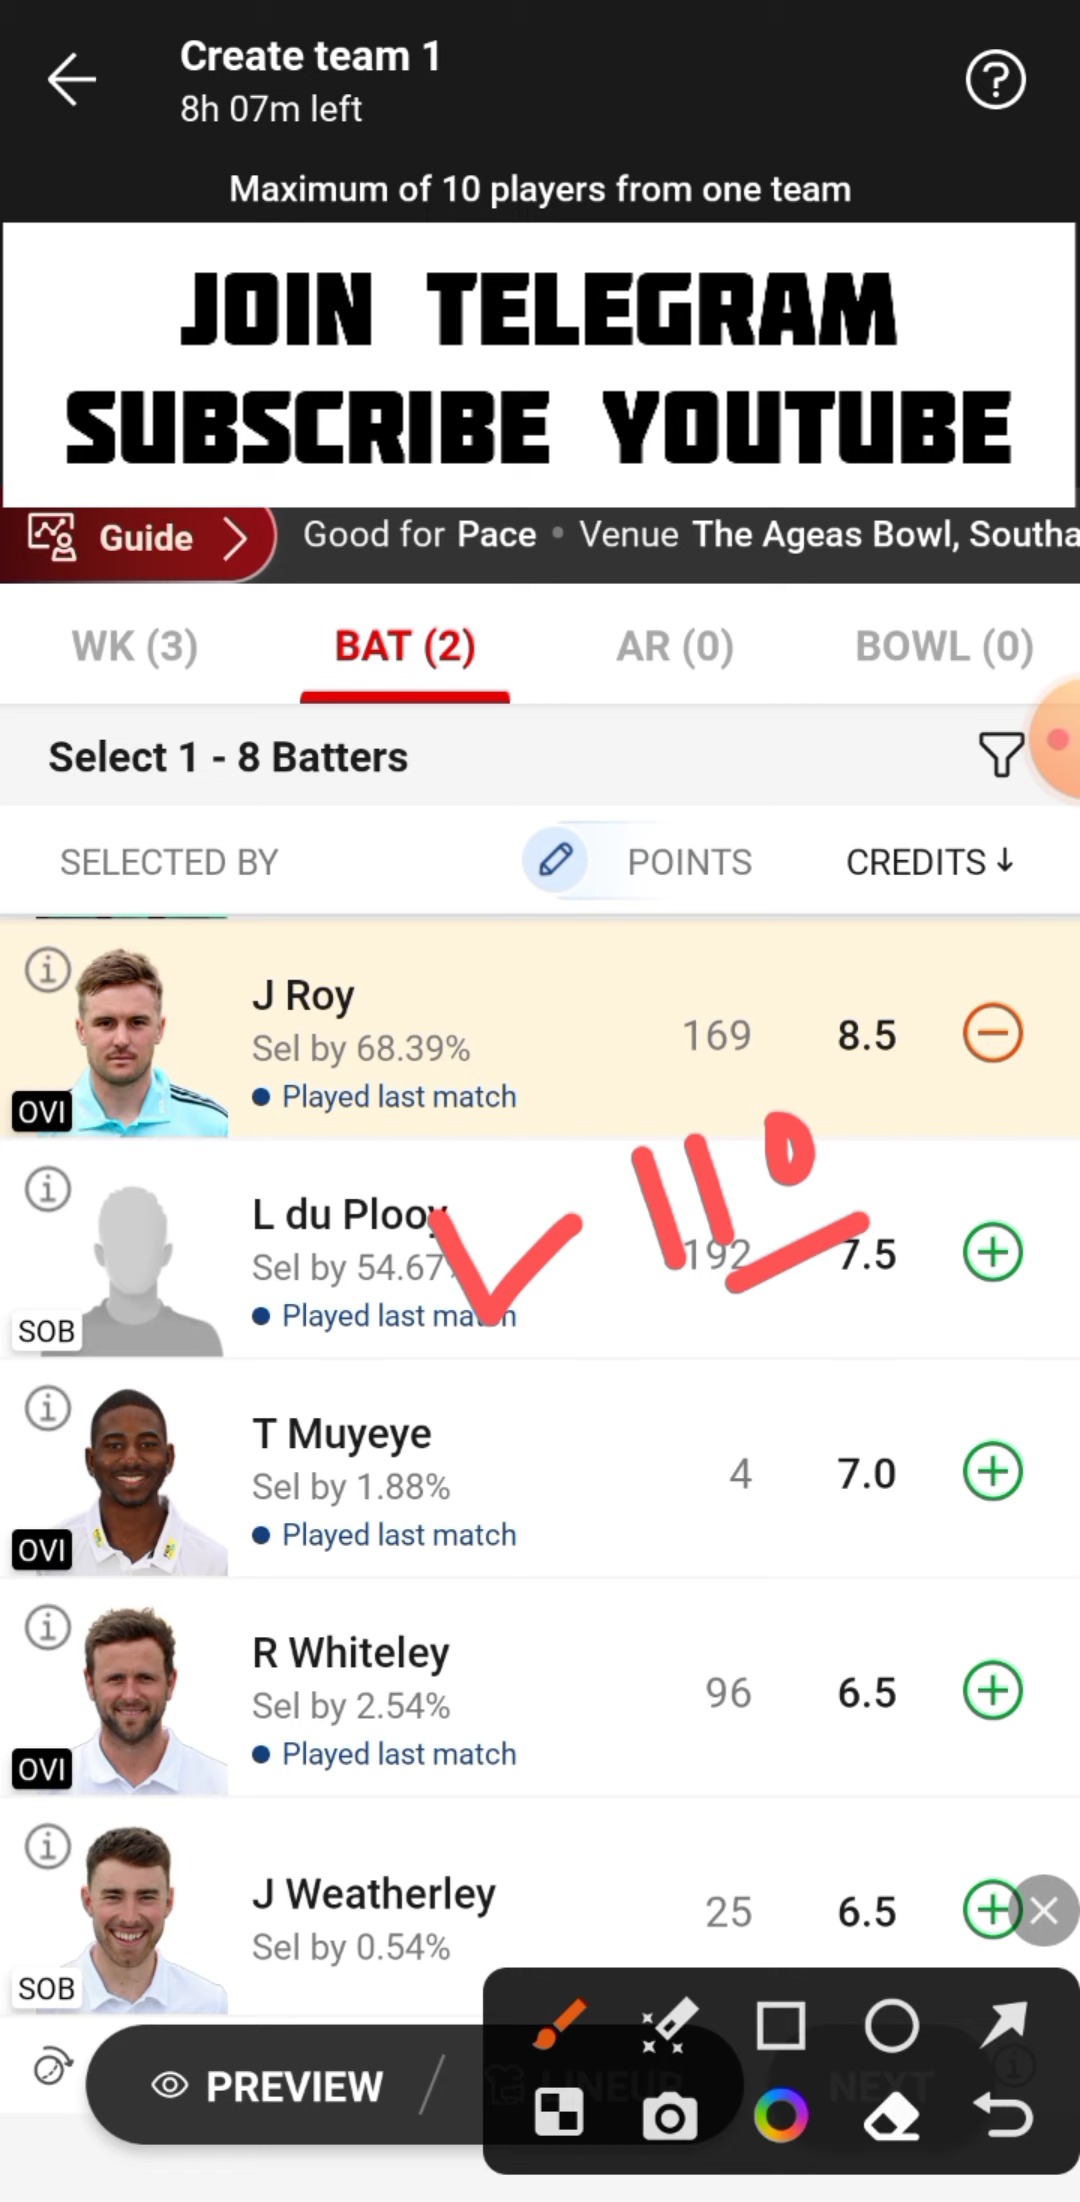 Create team 1
8h 07m left
Maximum of 10 players from one team
JOIN TELEGRAM
SUBSCRIBE YOUTUBE
Guide
Good for Pace • Venue The Ageas Bowl, Southa
WK (3) BAT (2) AR (0) BOWL (0)
Select 1 - 8 Batters
SELECTED BY POINTS CREDITS ↓
J Roy
Sel by 68.39% 169 8.5
OVI • Played last match
110
L du Plooy
Sel by 54.67 192 7.5
SOB • Played last match
T Muyeye
Sel by 1.88% 4 7.0
OVI • Played last match
R Whiteley
Sel by 2.54% 96 6.5
OVI • Played last match
J Weatherley
Sel by 0.54% 25 6.5
SOB
PREVIEW / LINEUP NEXT